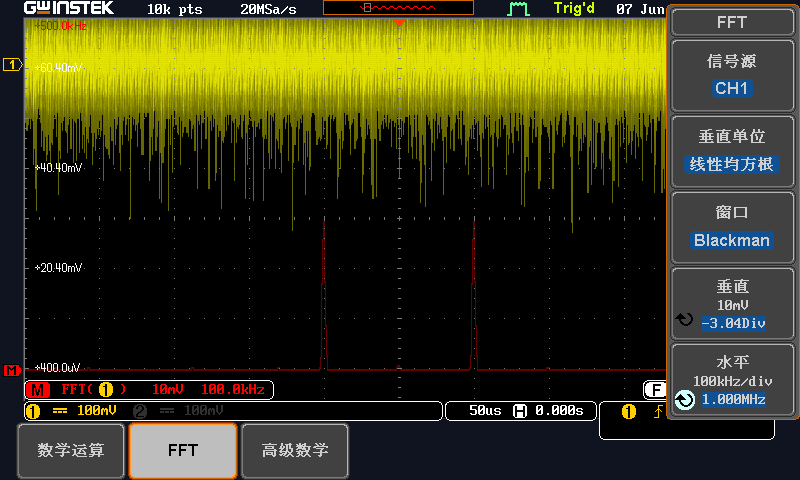 GWINSTEK 10k pts 20MSa/s Trig'd 07 Jun
+500.0kHz
1
+60.40mV
+40.40mV
+20.40mV
+400.0uV
M
M FFT( 1 ) 10mV 100.0kHz
F
1 100mV 2 100mV
50us H 0.000s
1
FFT
信号源
CH1
垂直单位
线性均方根
窗口
Blackman
垂直
10mV
-3.04Div
水平
100kHz/div
1.000MHz
数学运算
FFT
高级数学